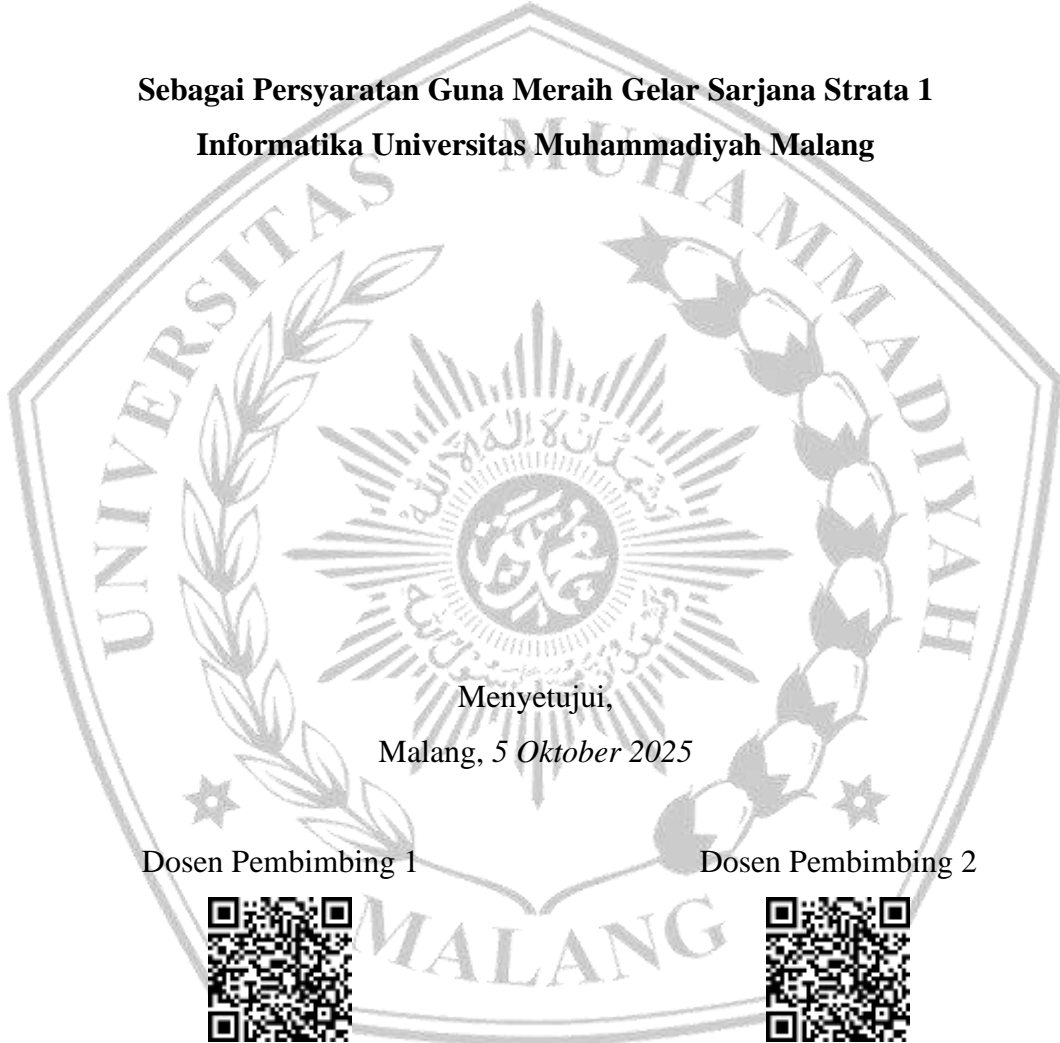 Sebagai Persyaratan Guna Meraih Gelar Sarjana Strata 1
Informatika Universitas Muhammadiyah Malang
UNIVERSITAS MUHAMMADIYAH
Menyetujui,
Malang, 5 Oktober 2025
Dosen Pembimbing 1 Dosen Pembimbing 2
MALANG